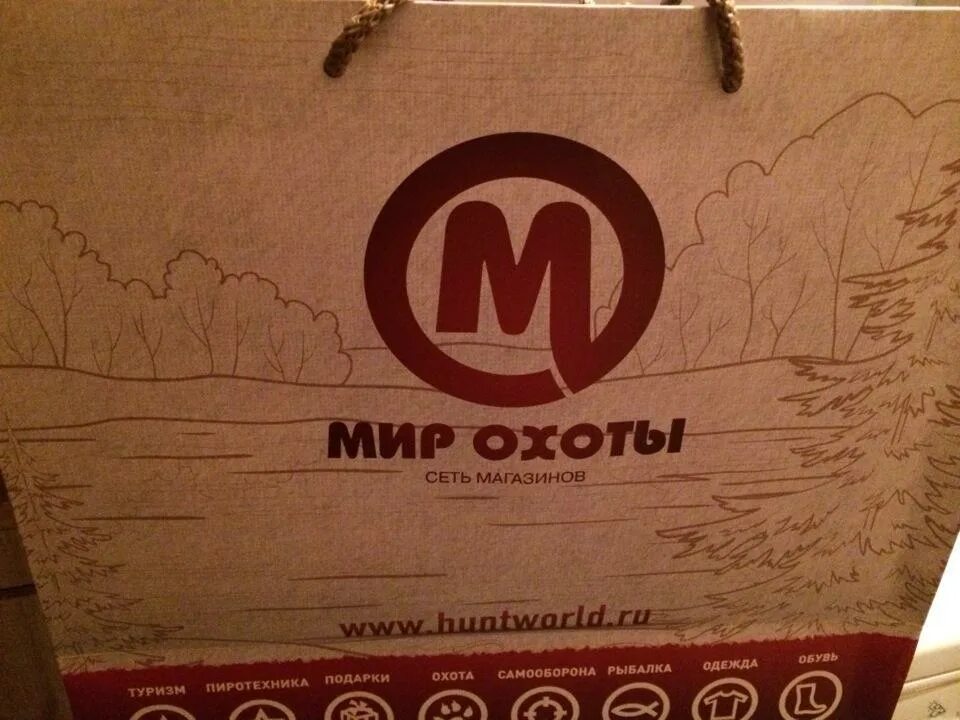 М
МИР ОХОТЫ
СЕТЬ МАГАЗИНОВ
www.huntworld.ru
ТУРИЗМ ПИРОТЕХНИКА ПОДАРКИ ОХОТА САМООБОРОНА РЫБАЛКА ОДЕЖДА ОБУВЬ